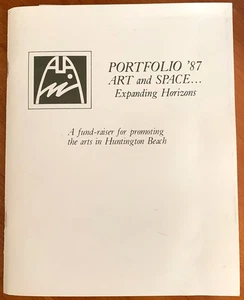 PORTFOLIO '87
ART and SPACE...
Expanding Horizons
A fund-raiser for promoting
the arts in Huntington Beach